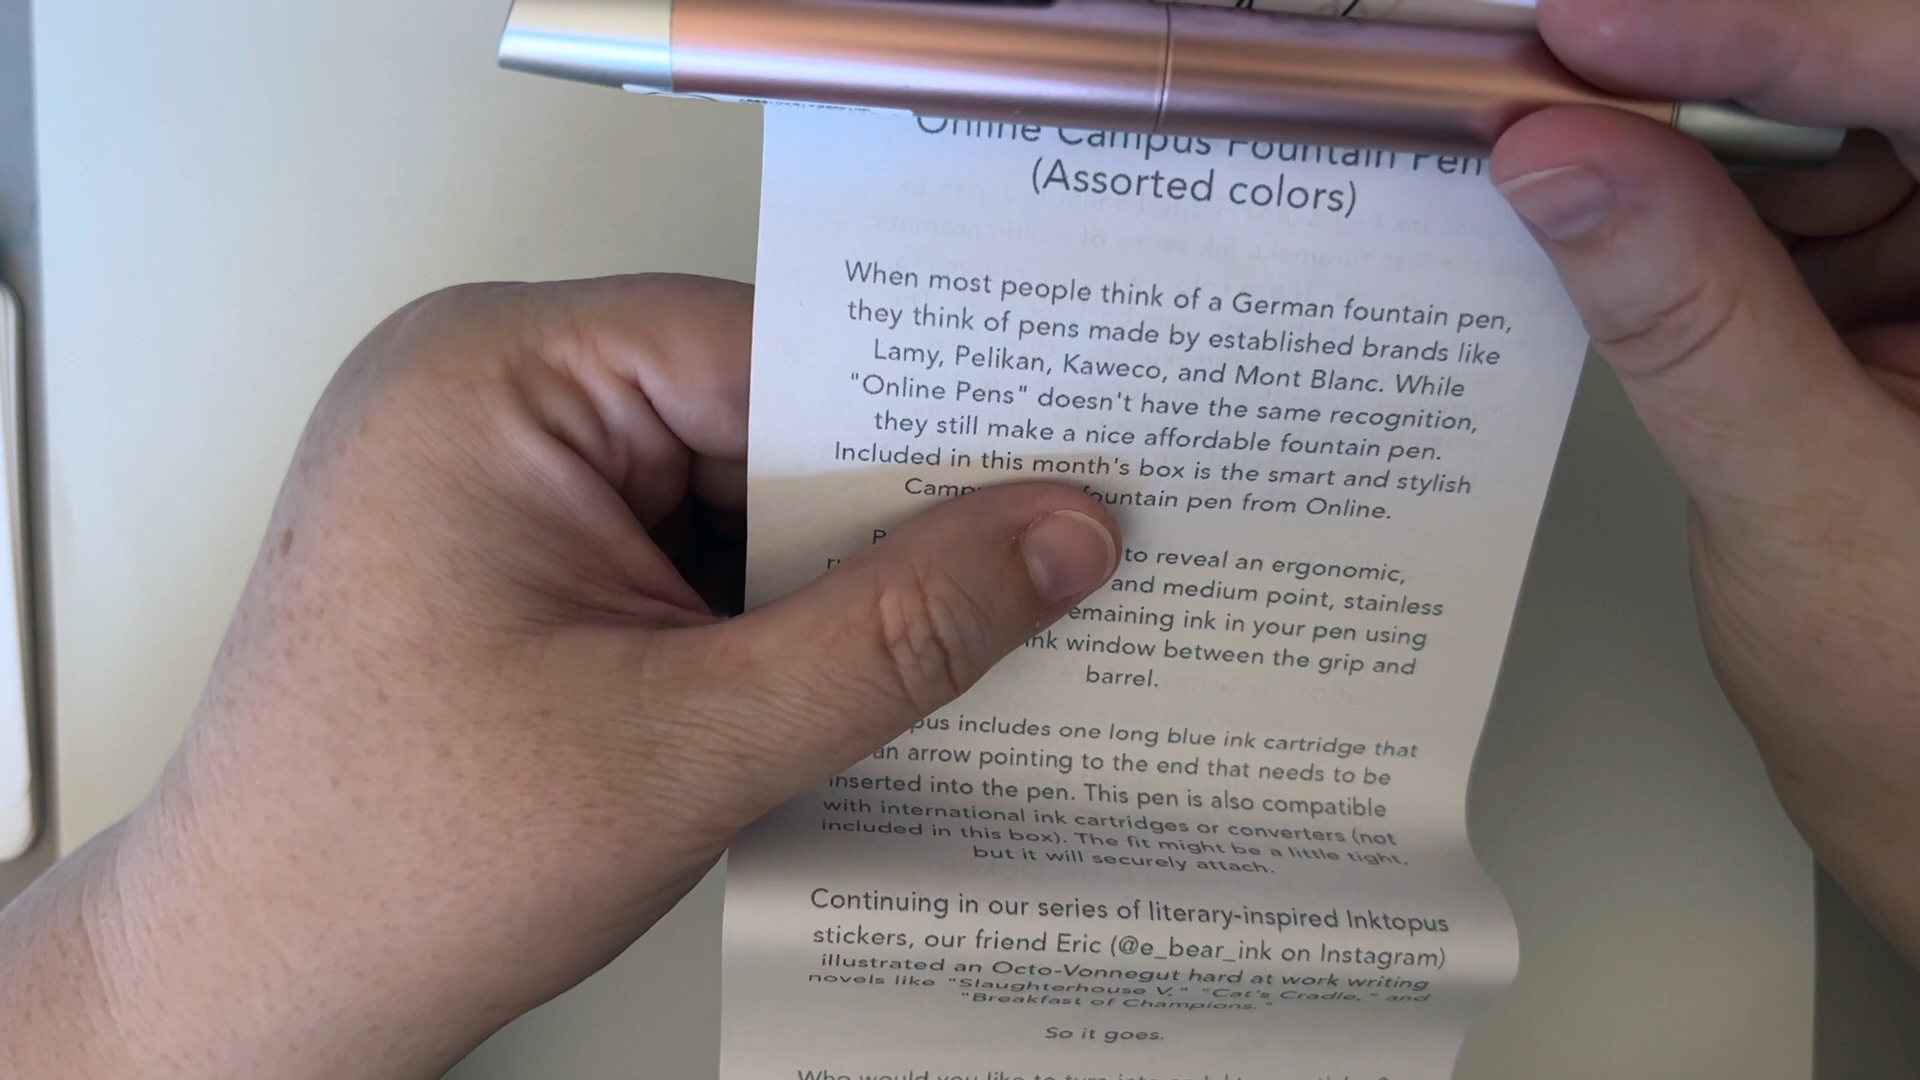 Online Campus Fountain Pen
(Assorted colors)
When most people think of a German fountain pen,
they think of pens made by established brands like
Lamy, Pelikan, Kaweco, and Mont Blanc. While
"Online Pens" doesn't have the same recognition,
they still make a nice affordable fountain pen.
Included in this month's box is the smart and stylish
fountain pen from Online.
to reveal an ergonomic,
and medium point, stainless
remaining ink in your pen using
ink window between the grip and
barrel.
includes one long blue ink cartridge that
an arrow pointing to the end that needs to be
inserted into the pen. This pen is also compatible
with international ink cartridges or converters (not
included in this box). The fit might be a little tight,
but it will securely attach.
Continuing in our series of literary-inspired Inktopus
stickers, our friend Eric (@e_bear_ink on Instagram)
illustrated an Octo-Vonnegut hard at work writing
novels like "Slaughterhouse V," "Cat's Cradle," and
"Breakfast of Champions."
So it goes.
Who would you like to turn into